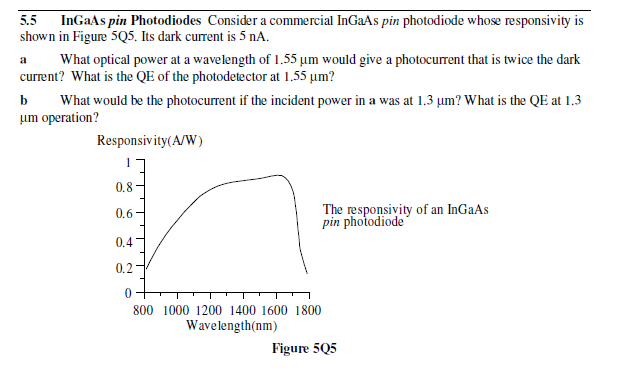 5.5 InGaAs pin Photodiodes Consider a commercial InGaAs pin photodiode whose responsivity is
shown in Figure 5Q5. Its dark current is 5 nA.
a What optical power at a wavelength of 1.55 μm would give a photocurrent that is twice the dark
current? What is the QE of the photodetector at 1.55 μm?
b What would be the photocurrent if the incident power in a was at 1.3 μm? What is the QE at 1.3
μm operation?
Responsivity(A/W)
1
0.8
0.6
0.4
0.2
0
The responsivity of an InGaAs
pin photodiode
800 1000 1200 1400 1600 1800
Wavelength(nm)
Figure 5Q5